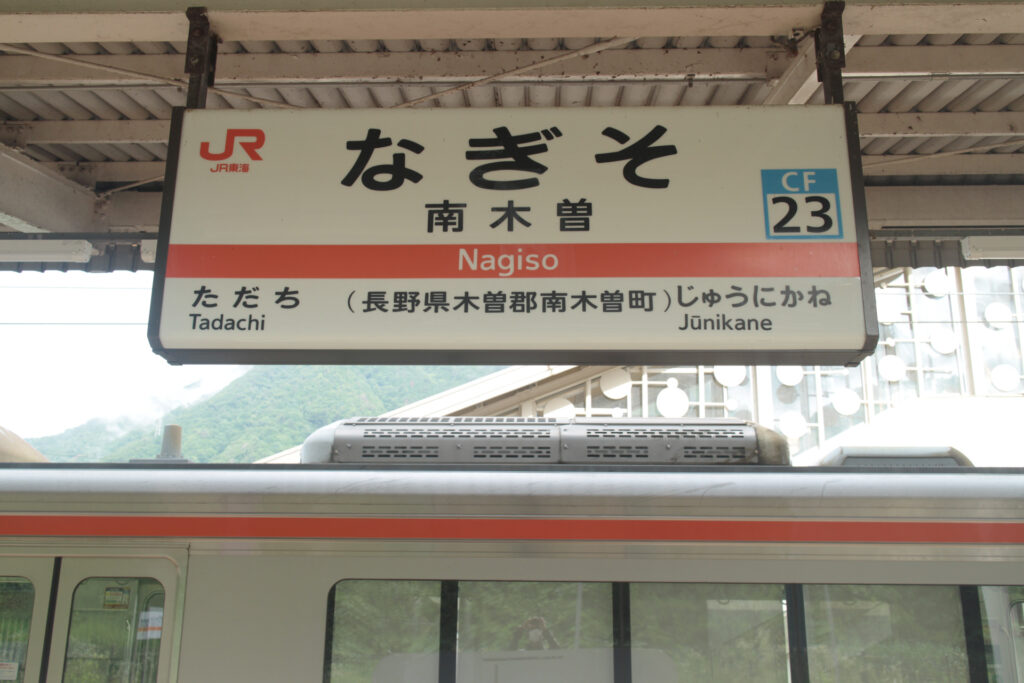 JR
JR東海
なぎそ
南木曽
CF
23
Nagiso
ただち
Tadachi
(長野県木曽郡南木曽町)
じゅうにかね
Jūnikane